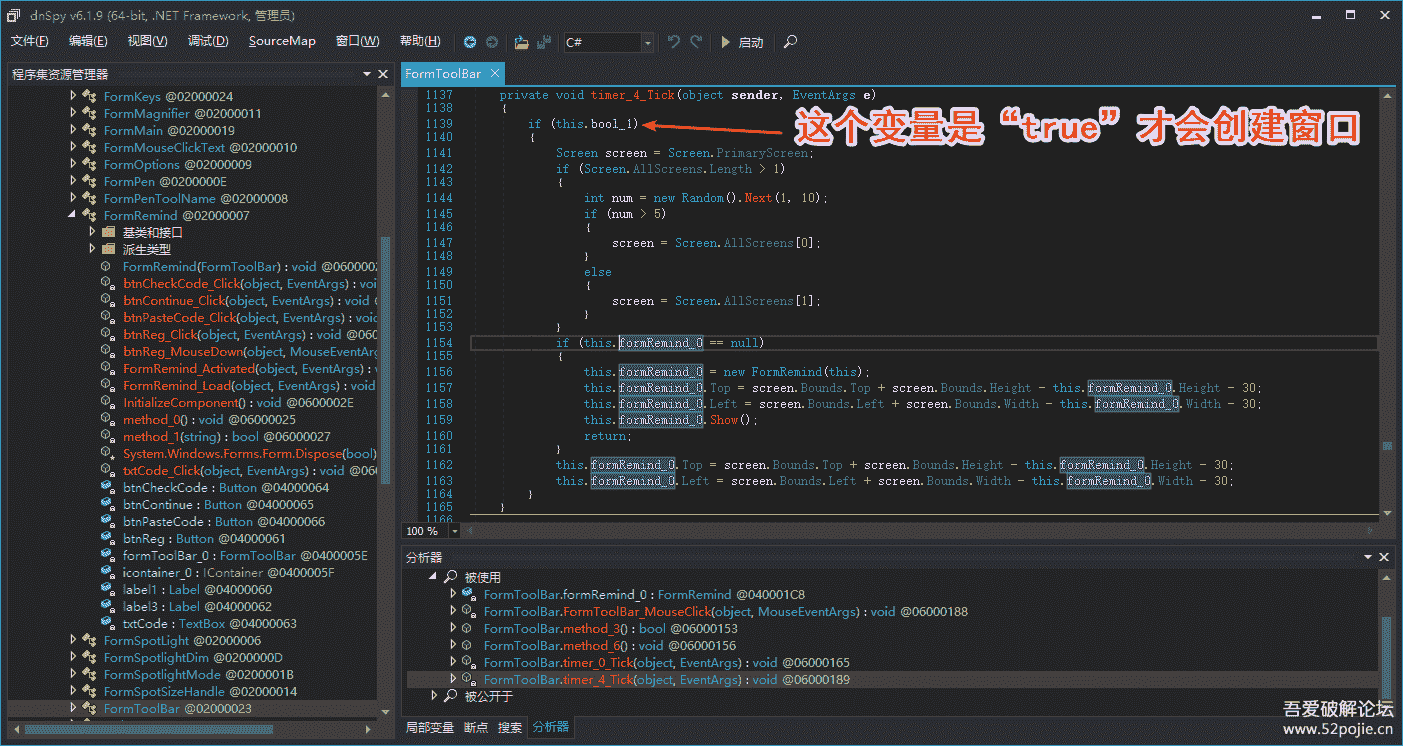 dnSpy v6.1.9 (64-bit, .NET Framework, 管理员)
文件(F) 编辑(E) 视图(V) 调试(D) SourceMap 窗口(W) 帮助(H) C# 启动
程序集资源管理器
FormKeys @02000024
FormMagnifier @02000011
FormMain @02000019
FormMouseClickText @02000010
FormOptions @02000009
FormPen @0200000E
FormPenToolName @02000008
FormRemind @02000007
基类和接口
派生类型
FormRemind(FormToolBar) : void @0600002
btnCheckCode_Click(object, EventArgs) : voi
btnContinue_Click(object, EventArgs) : void
btnPasteCode_Click(object, EventArgs) : voi
btnReg_Click(object, EventArgs) : void @060
btnReg_MouseDown(object, MouseEventArg
FormRemind_Activated(object, EventArgs) :
FormRemind_Load(object, EventArgs) : void
InitializeComponent() : void @0600002E
method_0() : void @06000025
method_1(string) : bool @06000027
System.Windows.Forms.Form.Dispose(bool)
txtCode_Click(object, EventArgs) : void @06
btnCheckCode : Button @04000064
btnContinue : Button @04000065
btnPasteCode : Button @04000066
btnReg : Button @04000061
formToolBar_0 : FormToolBar @0400005E
icontainer_0 : IContainer @0400005F
label1 : Label @04000060
label3 : Label @04000062
txtCode : TextBox @04000063
FormSpotLight @02000006
FormSpotlightDim @0200000D
FormSpotlightMode @0200001B
FormSpotSizeHandle @02000014
FormToolBar @02000023
FormToolBar
1137 private void timer_4_Tick(object sender, EventArgs e)
1138 {
1139 if (this.bool_1)
这个变量是“true”才会创建窗口
1140 {
1141 Screen screen = Screen.PrimaryScreen;
1142 if (Screen.AllScreens.Length > 1)
1143 {
1144 int num = new Random().Next(1, 10);
1145 if (num > 5)
1146 {
1147 screen = Screen.AllScreens[0];
1148 }
1149 else
1150 {
1151 screen = Screen.AllScreens[1];
1152 }
1153 }
1154 if (this.formRemind_0 == null)
1155 {
1156 this.formRemind_0 = new FormRemind(this);
1157 this.formRemind_0.Top = screen.Bounds.Top + screen.Bounds.Height - this.formRemind_0.Height - 30;
1158 this.formRemind_0.Left = screen.Bounds.Left + screen.Bounds.Width - this.formRemind_0.Width - 30;
1159 this.formRemind_0.Show();
1160 return;
1161 }
1162 this.formRemind_0.Top = screen.Bounds.Top + screen.Bounds.Height - this.formRemind_0.Height - 30;
1163 this.formRemind_0.Left = screen.Bounds.Left + screen.Bounds.Width - this.formRemind_0.Width - 30;
1164 }
1165 }
1166
100 %
分析器
被使用
FormToolBar.formRemind_0 : FormRemind @040001C8
FormToolBar.FormToolBar_MouseClick(object, MouseEventArgs) : void @06000188
FormToolBar.method_3() : bool @06000153
FormToolBar.method_6() : void @06000156
FormToolBar.timer_0_Tick(object, EventArgs) : void @06000165
FormToolBar.timer_4_Tick(object, EventArgs) : void @06000189
被公开于
局部变量 断点 搜索 分析器
吾爱破解论坛
www.52pojie.cn